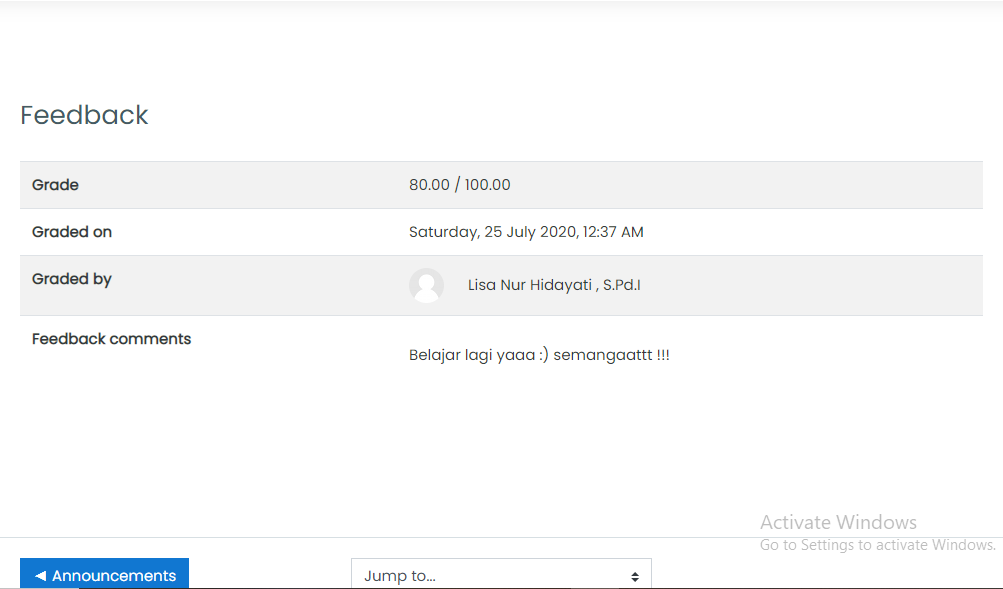 Feedback
Grade 80.00 / 100.00
Graded on Saturday, 25 July 2020, 12:37 AM
Graded by Lisa Nur Hidayati , S.Pd.I
Feedback comments
Belajar lagi yaaa :) semangaattt !!!
Activate Windows
Go to Settings to activate Windows.
◄ Announcements Jump to...